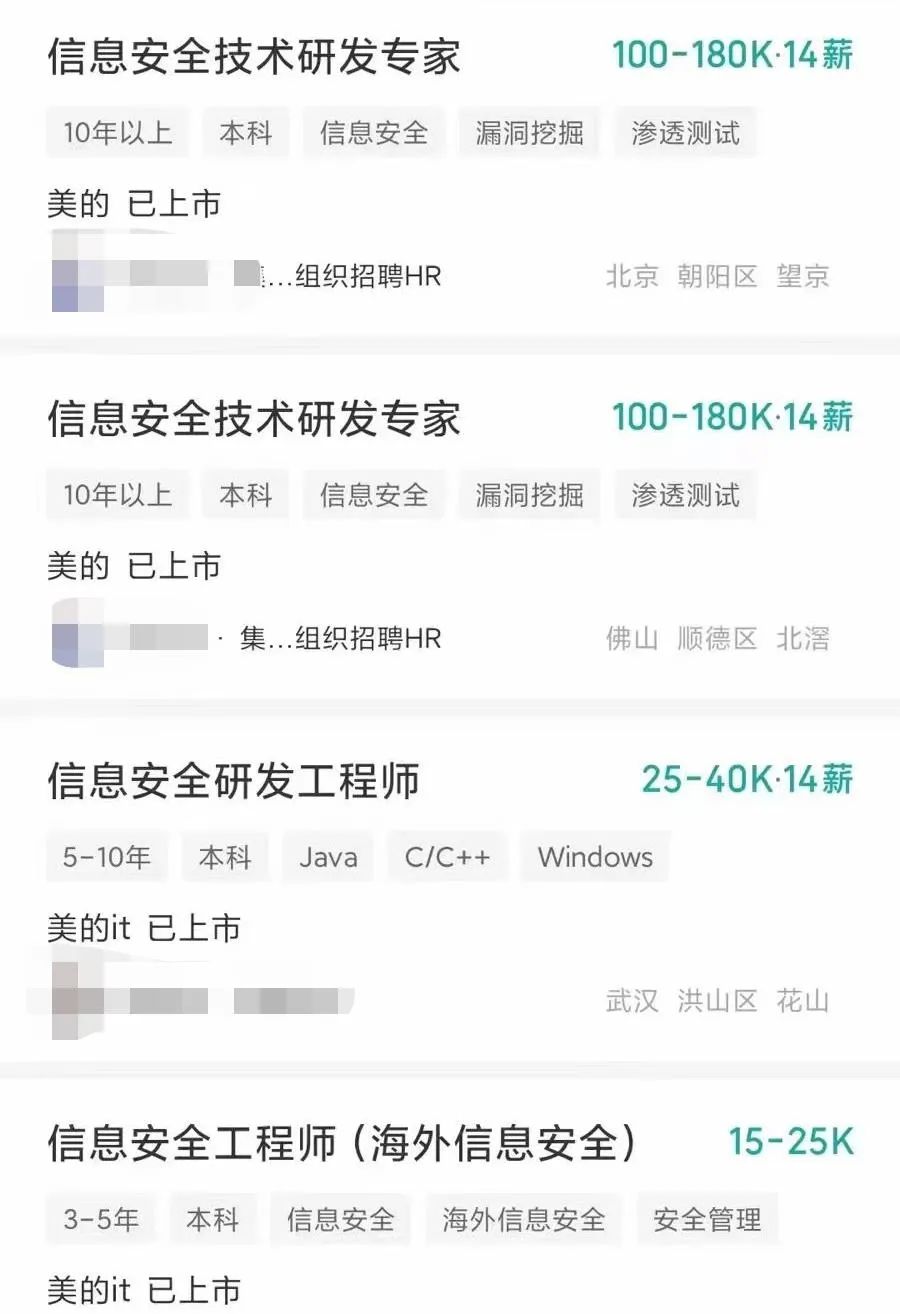 信息安全技术研发专家 100-180K·14薪
10年以上 本科 信息安全 漏洞挖掘 渗透测试
美的 已上市
...组织招聘HR 北京 朝阳区 望京
信息安全技术研发专家 100-180K·14薪
10年以上 本科 信息安全 漏洞挖掘 渗透测试
美的 已上市
· 集...组织招聘HR 佛山 顺德区 北滘
信息安全研发工程师 25-40K·14薪
5-10年 本科 Java C/C++ Windows
美的it 已上市
武汉 洪山区 花山
信息安全工程师（海外信息安全） 15-25K
3-5年 本科 信息安全 海外信息安全 安全管理
美的it 已上市